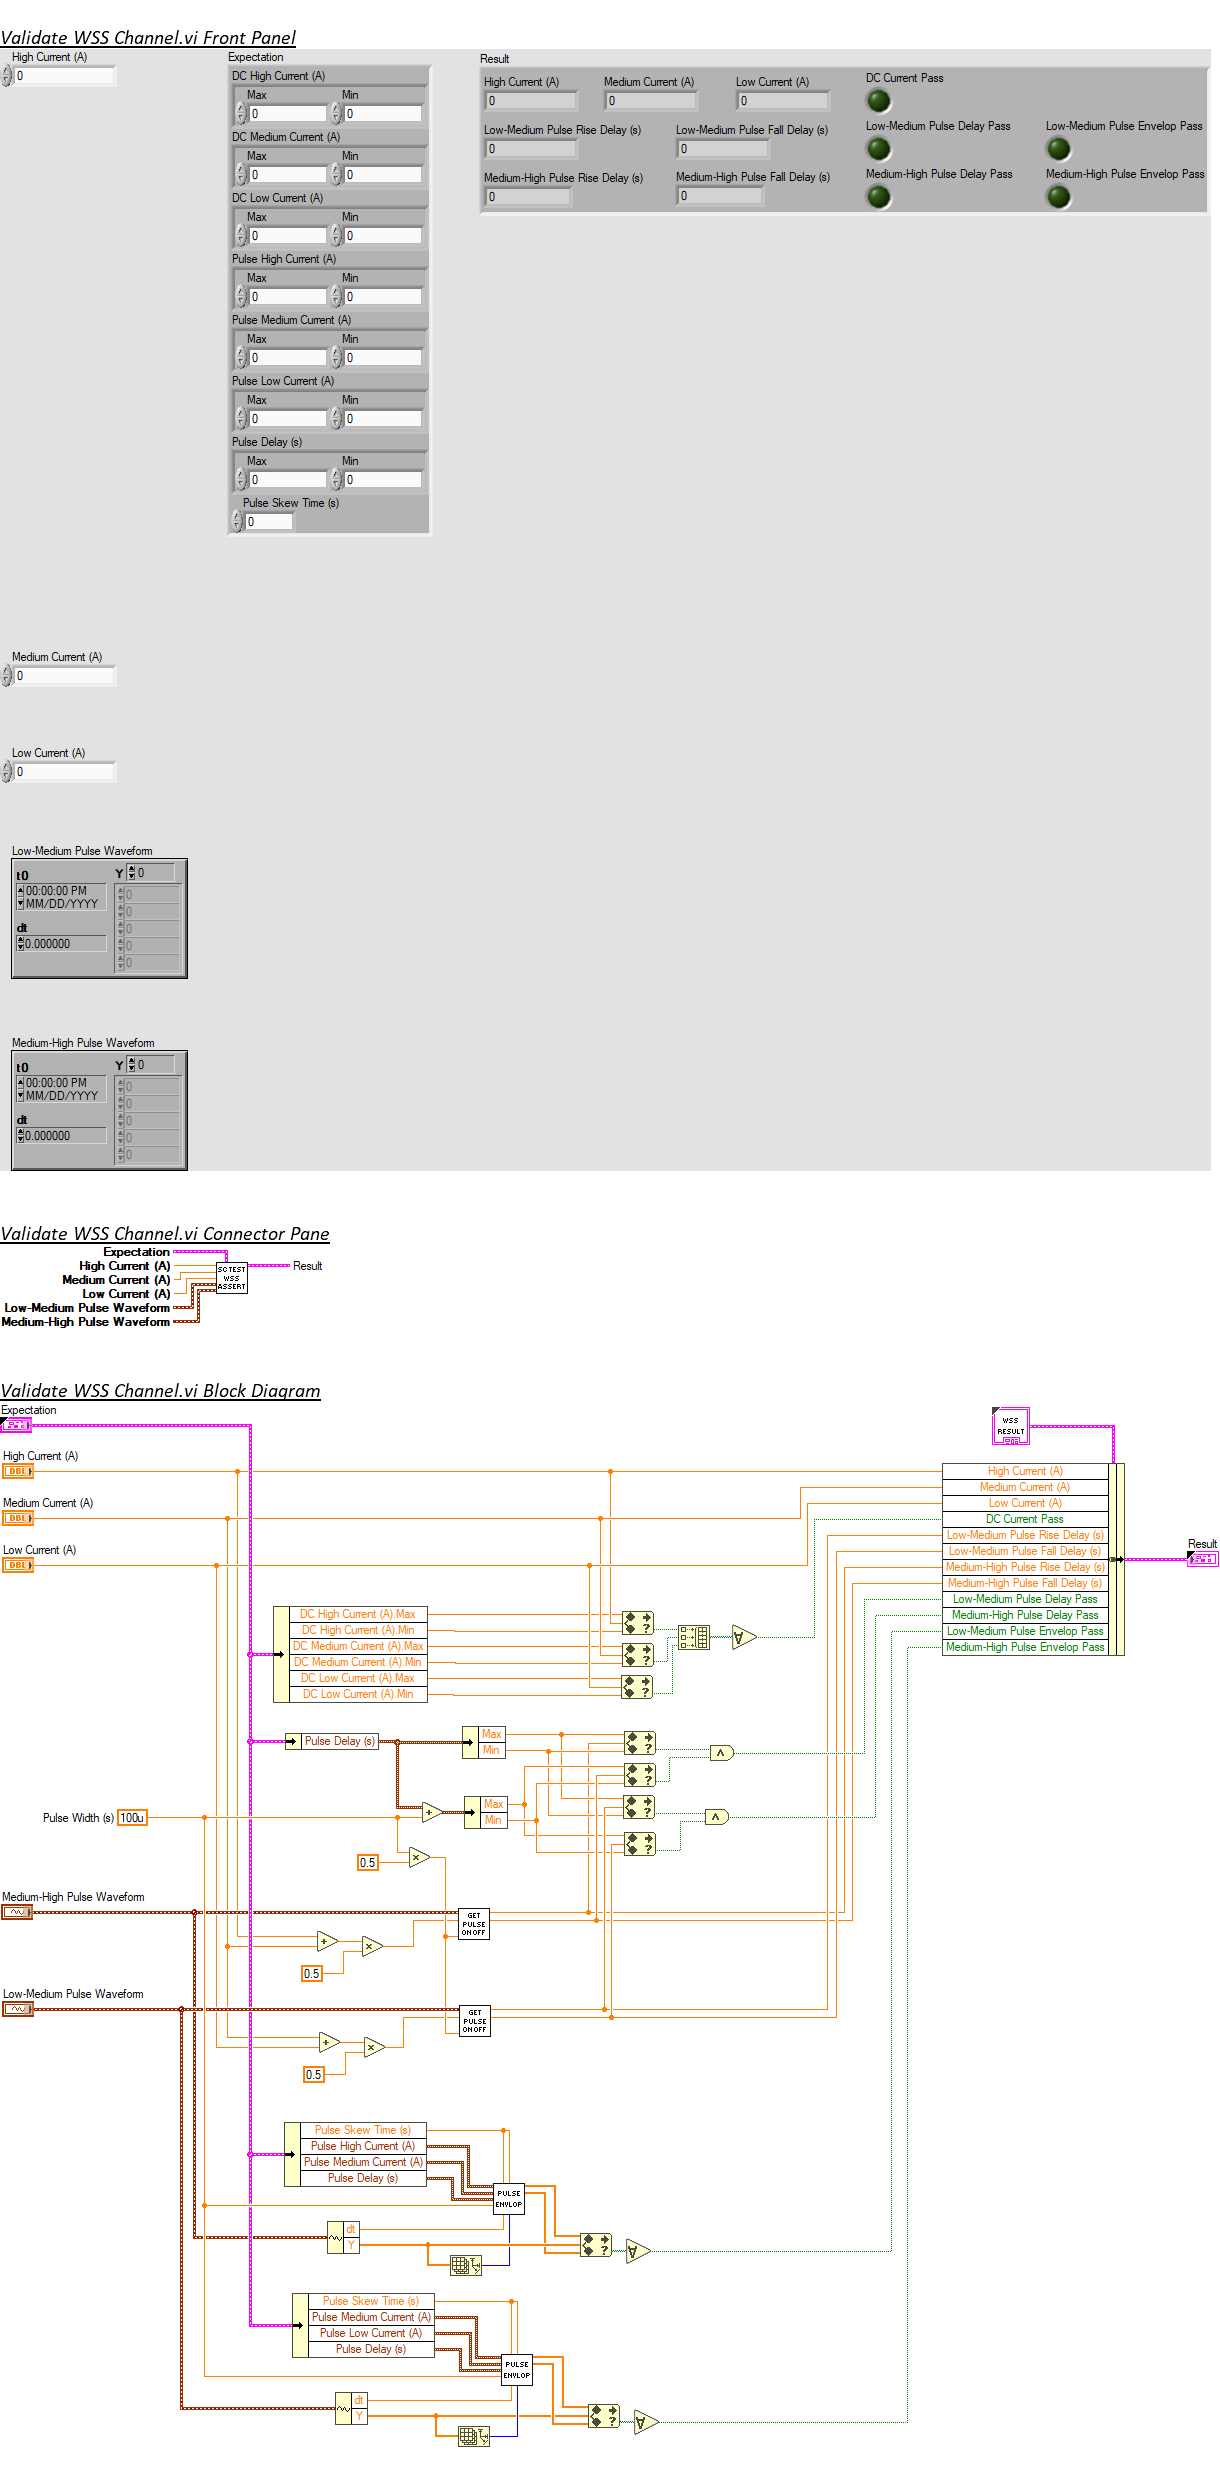 Validate WSS Channel.vi Front Panel
High Current (A)
0
Expectation
DC High Current (A)
Max Min
0 0
DC Medium Current (A)
Max Min
0 0
DC Low Current (A)
Max Min
0 0
Pulse High Current (A)
Max Min
0 0
Pulse Medium Current (A)
Max Min
0 0
Pulse Low Current (A)
Max Min
0 0
Pulse Delay (s)
Max Min
0 0
Pulse Skew Time (s)
0
Result
High Current (A) Medium Current (A) Low Current (A) DC Current Pass
0 0 0
Low-Medium Pulse Rise Delay (s) Low-Medium Pulse Fall Delay (s) Low-Medium Pulse Delay Pass Low-Medium Pulse Envelop Pass
0 0
Medium-High Pulse Rise Delay (s) Medium-High Pulse Fall Delay (s) Medium-High Pulse Delay Pass Medium-High Pulse Envelop Pass
0 0
Medium Current (A)
0
Low Current (A)
0
Low-Medium Pulse Waveform
t0 Y 0
00:00:00 PM 0
MM/DD/YYYY 0
dt 0
0.000000 0
0
Medium-High Pulse Waveform
t0 Y 0
00:00:00 PM 0
MM/DD/YYYY 0
dt 0
0.000000 0
0
Validate WSS Channel.vi Connector Pane
Expectation
High Current (A)
Medium Current (A)
Low Current (A)
Low-Medium Pulse Waveform
Medium-High Pulse Waveform
SCTEST
WSS
ASSERT
Result
Validate WSS Channel.vi Block Diagram
Expectation
High Current (A)
DBL
Medium Current (A)
DBL
Low Current (A)
DBL
WSS
RESULT
High Current (A)
Medium Current (A)
Low Current (A)
DC Current Pass
Low-Medium Pulse Rise Delay (s)
Low-Medium Pulse Fall Delay (s)
Medium-High Pulse Rise Delay (s)
Medium-High Pulse Fall Delay (s)
Low-Medium Pulse Delay Pass
Medium-High Pulse Delay Pass
Low-Medium Pulse Envelop Pass
Medium-High Pulse Envelop Pass
Result
DC High Current (A).Max
DC High Current (A).Min
DC Medium Current (A).Max
DC Medium Current (A).Min
DC Low Current (A).Max
DC Low Current (A).Min
Pulse Delay (s)
Max
Min
Max
Min
Pulse Width (s) 100u
0.5
Medium-High Pulse Waveform
GET
PULSE
ON OFF
0.5
Low-Medium Pulse Waveform
GET
PULSE
ON OFF
0.5
Pulse Skew Time (s)
Pulse High Current (A)
Pulse Medium Current (A)
Pulse Delay (s)
PULSE
ENVLOP
dt
Y
Pulse Skew Time (s)
Pulse Medium Current (A)
Pulse Low Current (A)
Pulse Delay (s)
PULSE
ENVLOP
dt
Y